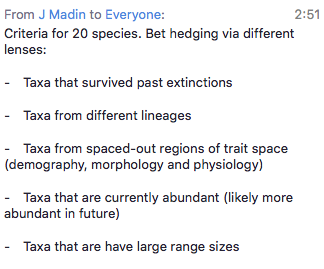 From J Madin to Everyone: 2:51
Criteria for 20 species. Bet hedging via different
lenses:
- Taxa that survived past extinctions
- Taxa from different lineages
- Taxa from spaced-out regions of trait space
(demography, morphology and physiology)
- Taxa that are currently abundant (likely more
abundant in future)
- Taxa that are have large range sizes